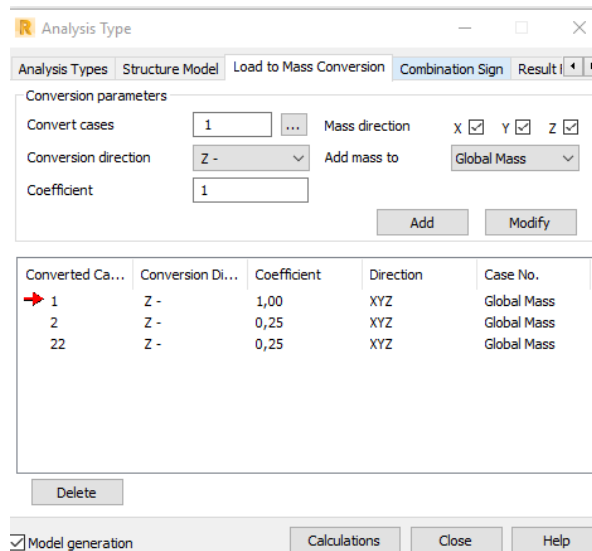 R Analysis Type
Analysis Types Structure Model Load to Mass Conversion Combination Sign Result
Conversion parameters
Convert cases 1 ... Mass direction X Y Z
Conversion direction Z - Add mass to Global Mass
Coefficient 1
Add Modify
Converted Ca... Conversion Di... Coefficient Direction Case No.
1 Z - 1,00 XYZ Global Mass
2 Z - 0,25 XYZ Global Mass
22 Z - 0,25 XYZ Global Mass
Delete
Model generation Calculations Close Help